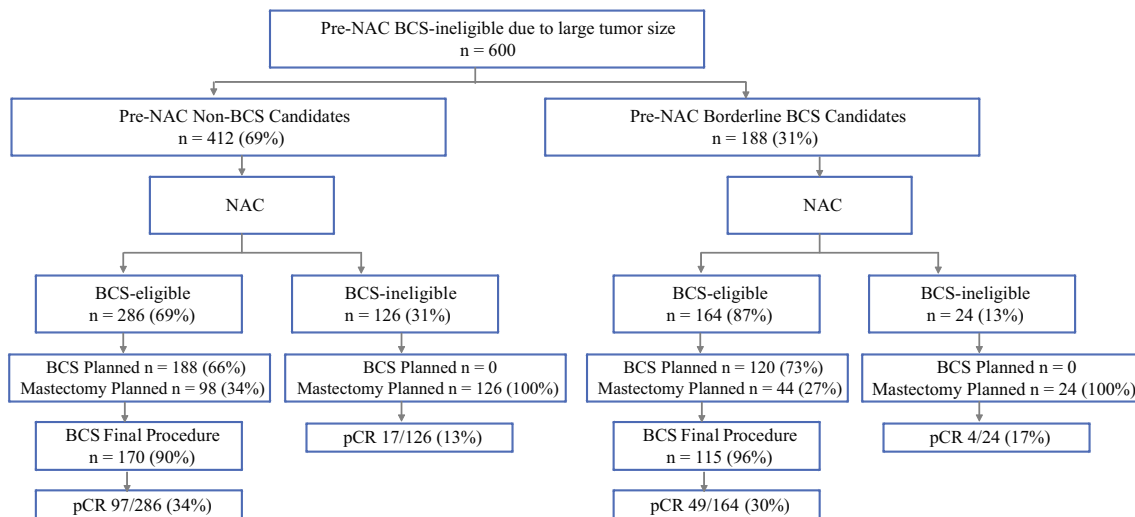 Pre-NAC BCS-ineligible due to large tumor size
n = 600
Pre-NAC Non-BCS Candidates
n = 412 (69%)
Pre-NAC Borderline BCS Candidates
n = 188 (31%)
NAC
NAC
BCS-eligible
n = 286 (69%)
BCS-ineligible
n = 126 (31%)
BCS-eligible
n = 164 (87%)
BCS-ineligible
n = 24 (13%)
BCS Planned n = 188 (66%)
Mastectomy Planned n = 98 (34%)
BCS Planned n = 0
Mastectomy Planned n = 126 (100%)
BCS Planned n = 120 (73%)
Mastectomy Planned n = 44 (27%)
BCS Planned n = 0
Mastectomy Planned n = 24 (100%)
BCS Final Procedure
n = 170 (90%)
pCR 17/126 (13%)
BCS Final Procedure
n = 115 (96%)
pCR 4/24 (17%)
pCR 97/286 (34%)
pCR 49/164 (30%)